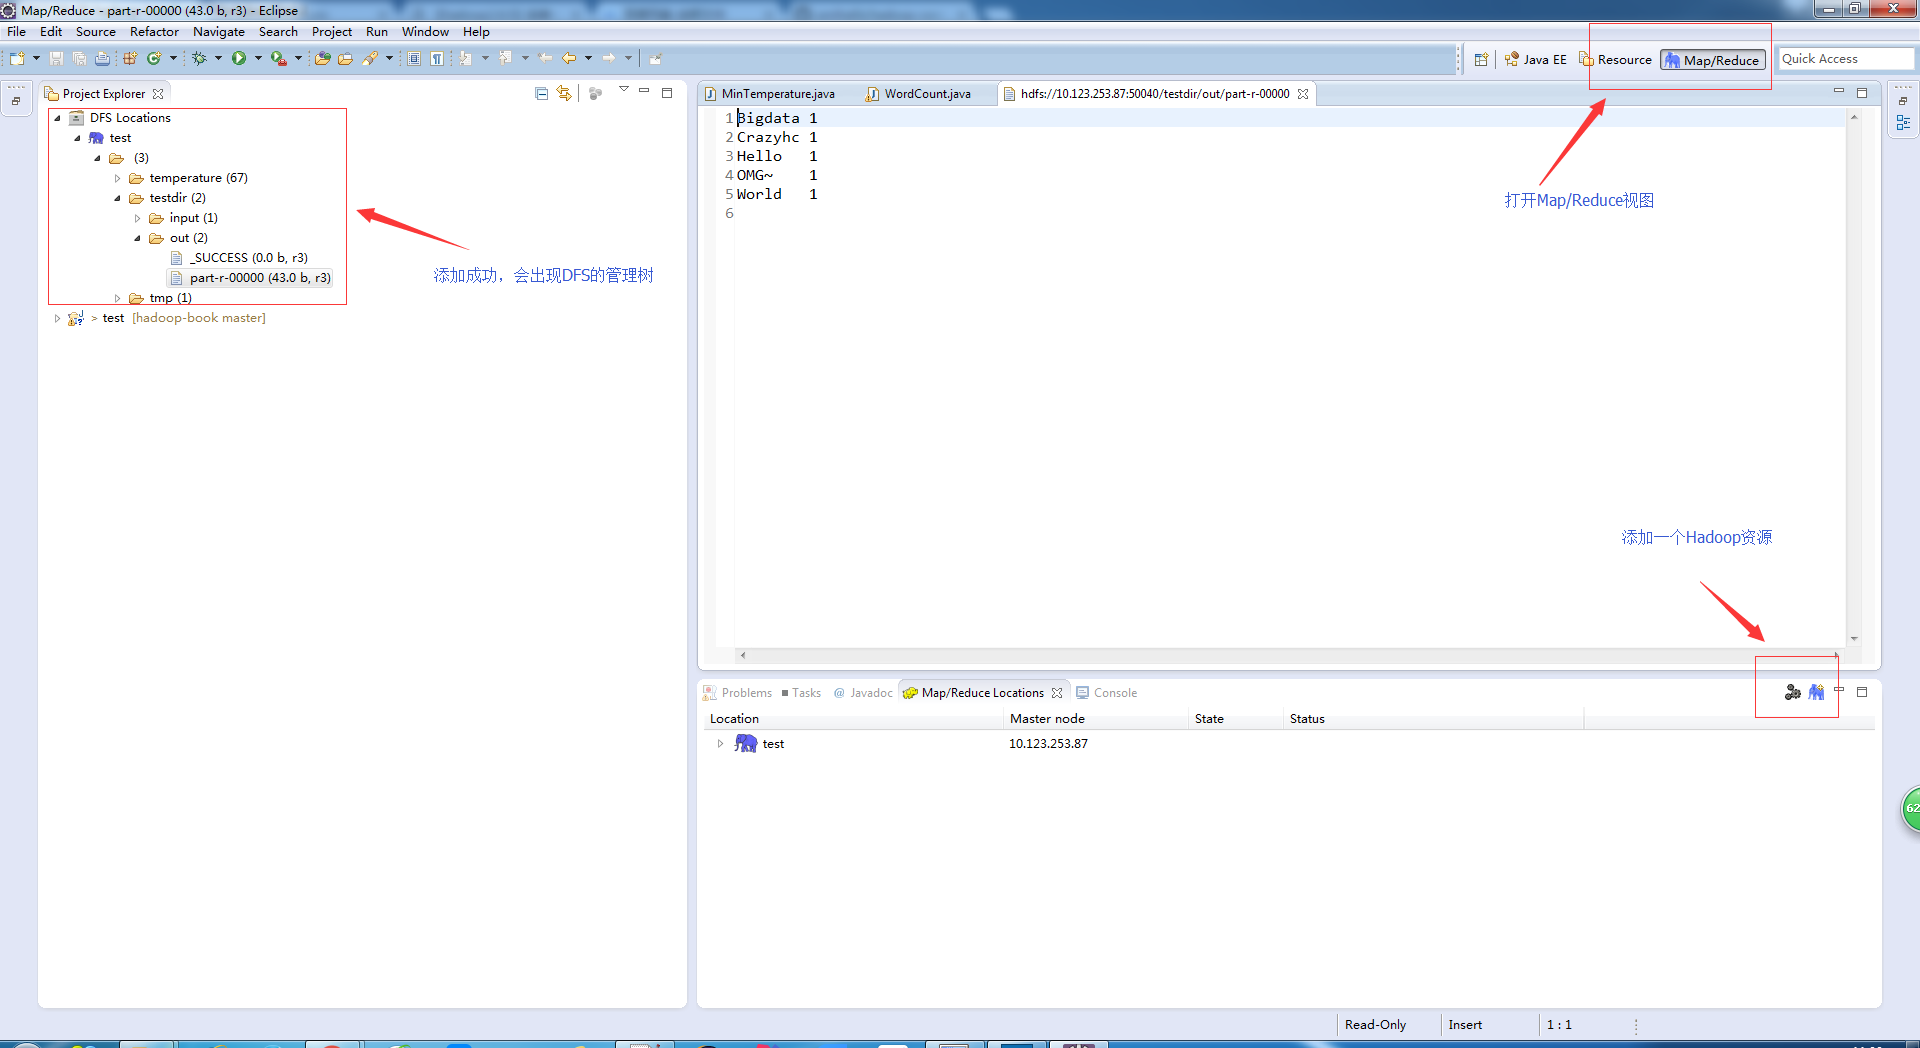 Map/Reduce - part-r-00000 (43.0 b, r3) - Eclipse
File Edit Source Refactor Navigate Search Project Run Window Help
Java EE Resource Map/Reduce Quick Access
Project Explorer
DFS Locations
test
(3)
temperature (67)
testdir (2)
input (1)
out (2)
_SUCCESS (0.0 b, r3)
part-r-00000 (43.0 b, r3)
tmp (1)
> test [hadoop-book master]
添加成功，会出现DFS的管理树
MinTemperature.java WordCount.java hdfs://10.123.253.87:50040/testdir/out/part-r-00000
1 Bigdata 1
2 Crazyhc 1
3 Hello 1
4 OMG~ 1
5 World 1
6
打开Map/Reduce视图
添加一个Hadoop资源
Problems Tasks @ Javadoc Map/Reduce Locations Console
Location Master node State Status
test 10.123.253.87
62
Read-Only Insert 1 : 1